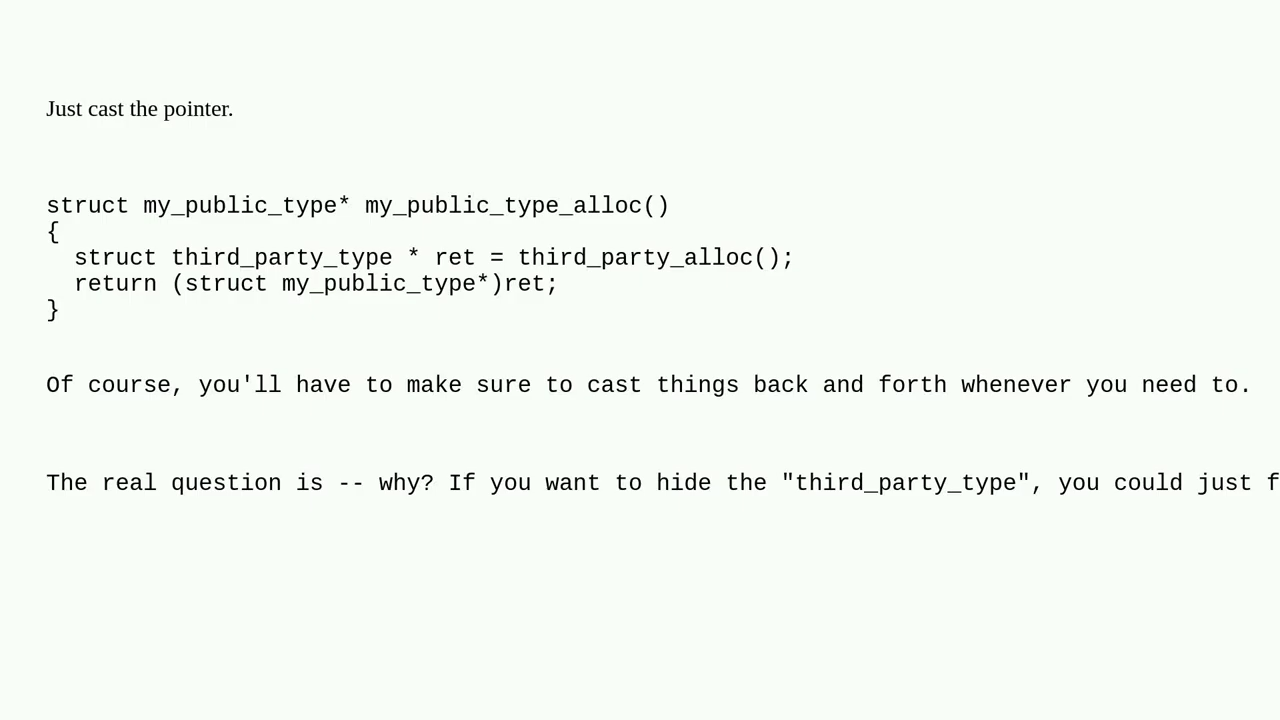 Just cast the pointer.
struct my_public_type* my_public_type_alloc()
{
  struct third_party_type * ret = third_party_alloc();
  return (struct my_public_type*)ret;
}
Of course, you'll have to make sure to cast things back and forth whenever you need to.
The real question is -- why? If you want to hide the "third_party_type", you could just